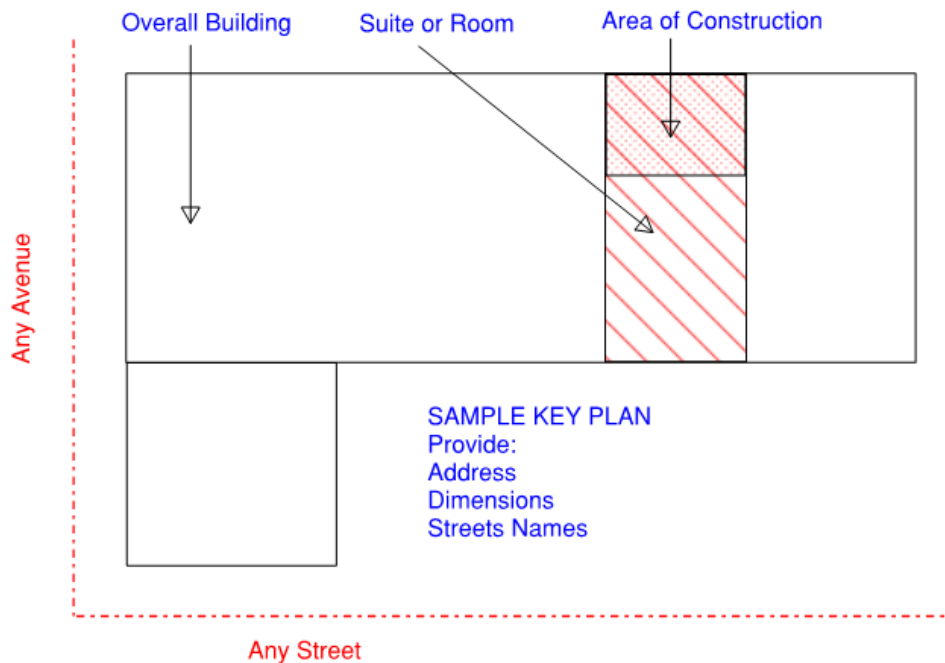 Overall Building
Suite or Room
Area of Construction
Any Avenue
SAMPLE KEY PLAN
Provide:
Address
Dimensions
Streets Names
Any Street